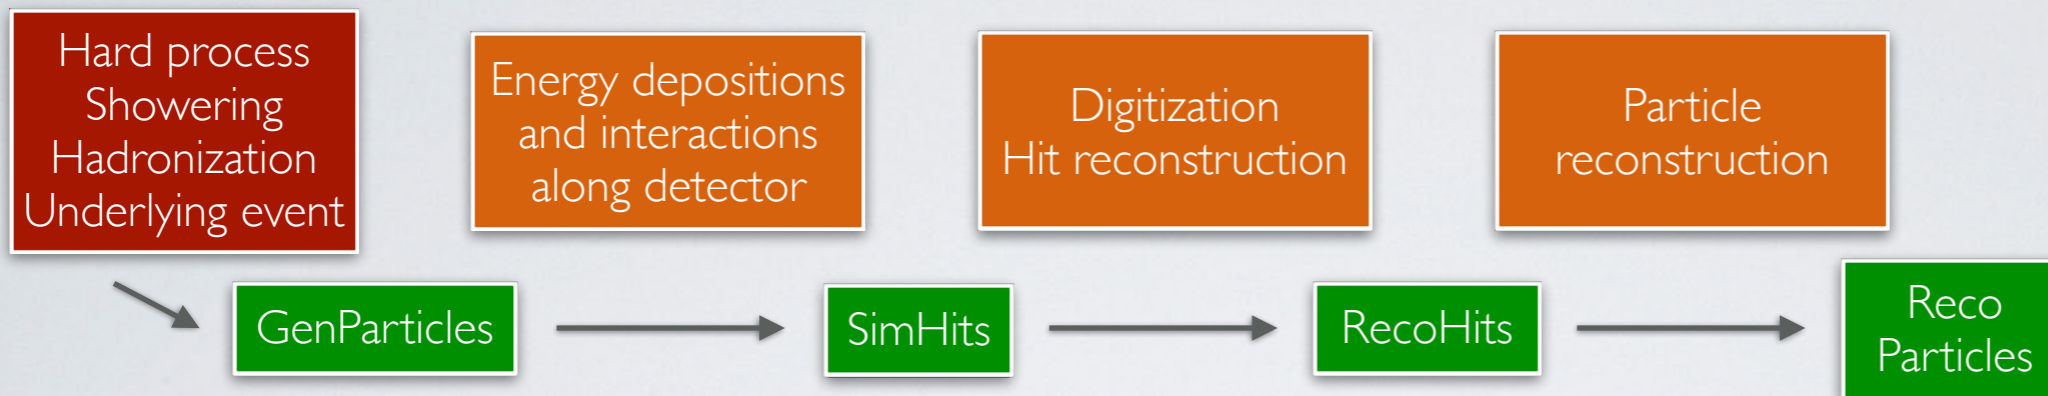 Hard process
Showering
Hadronization
Underlying event
Energy depositions
and interactions
along detector
Digitization
Hit reconstruction
Particle
reconstruction
GenParticles
SimHits
RecoHits
Reco
Particles